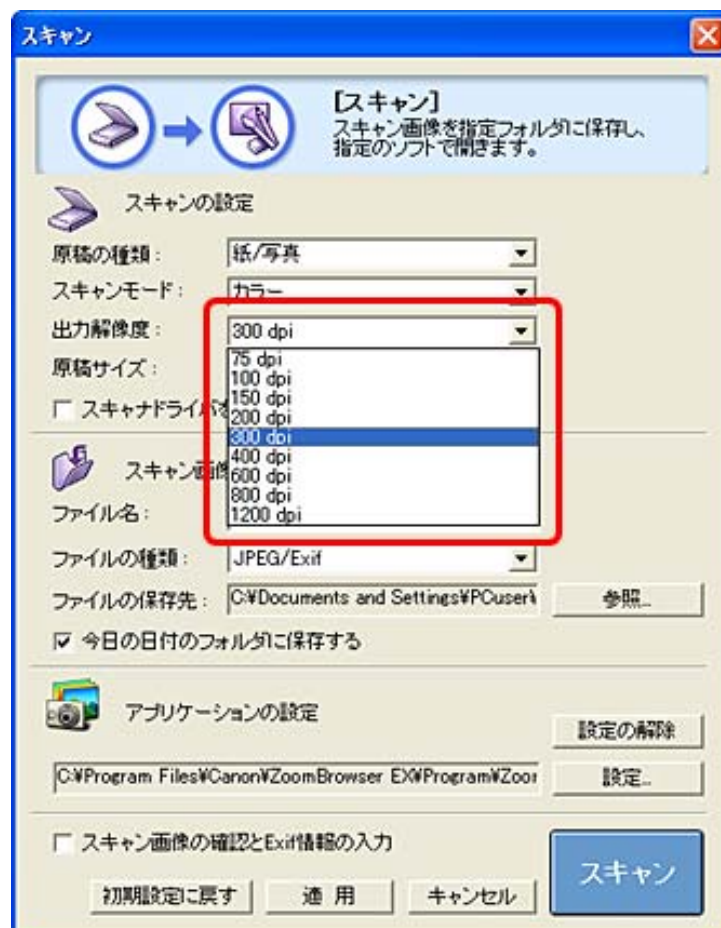 スキャン
[スキャン]
スキャン画像を指定フォルダに保存し、
指定のソフトで開きます。
スキャンの設定
原稿の種類： 紙/写真
スキャンモード： カラー
出力解像度： 300 dpi
原稿サイズ：
75 dpi
100 dpi
150 dpi
200 dpi
300 dpi
400 dpi
600 dpi
800 dpi
1200 dpi
スキャナドライバ
スキャン画像
ファイル名：
ファイルの種類： JPEG/Exif
ファイルの保存先： C:¥Documents and Settings¥PCuser¥ 参照...
今日の日付のフォルダに保存する
アプリケーションの設定
設定の解除
C:¥Program Files¥Canon¥ZoomBrowser EX¥Program¥Zoo 設定...
スキャン画像の確認とExif情報の入力
スキャン
初期設定に戻す 適 用 キャンセル